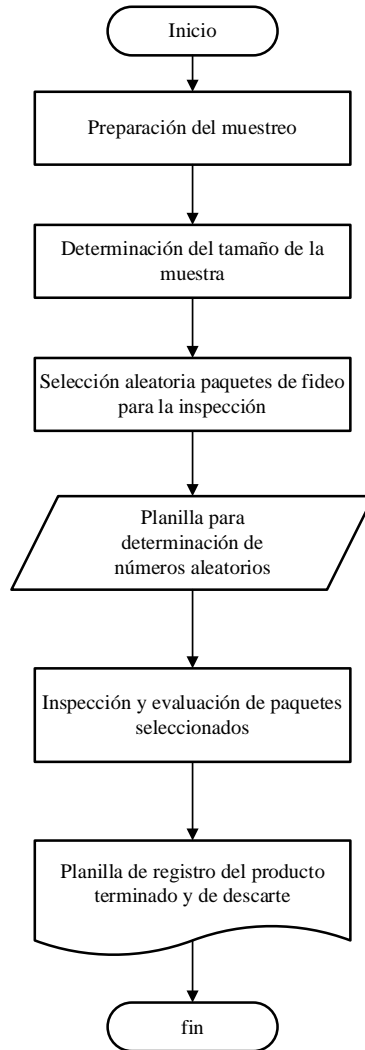 Inicio
Preparación del muestreo
Determinación del tamaño de la
muestra
Selección aleatoria paquetes de fideo
para la inspección
Planilla para
determinación de
números aleatorios
Inspección y evaluación de paquetes
seleccionados
Planilla de registro del producto
terminado y de descarte
fin